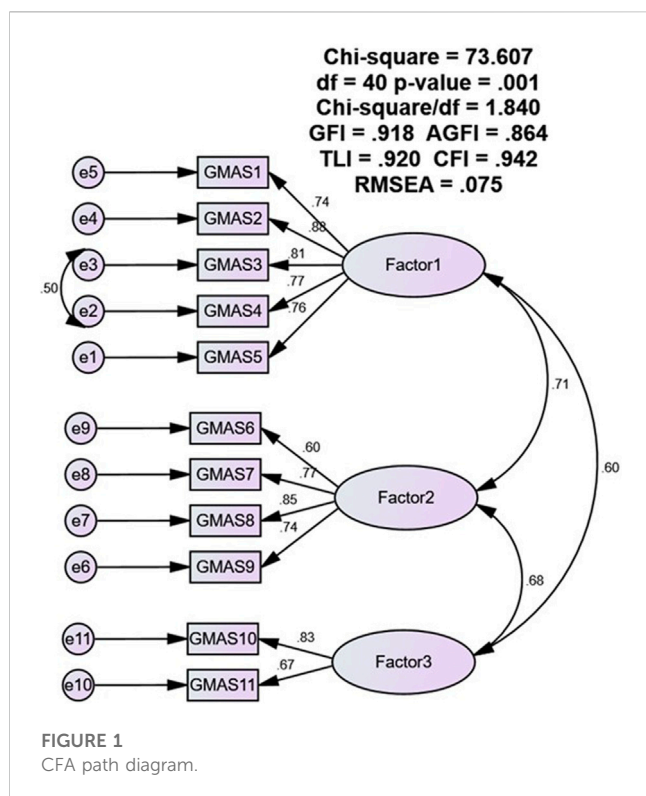 Chi-square = 73.607
df = 40 p-value = .001
Chi-square/df = 1.840
GFI = .918 AGFI = .864
TLI = .920 CFI = .942
RMSEA = .075
e5 GMAS1
.74
e4 GMAS2
.88
e3 GMAS3 .81 Factor1
.50
.77
e2 GMAS4
.76
e1 GMAS5
.71
e9 GMAS6
.60
.60
e8 GMAS7 .77
.85 Factor2
e7 GMAS8
.74
e6 GMAS9
.68
e11 GMAS10 .83
Factor3
.67
e10 GMAS11
FIGURE 1
CFA path diagram.